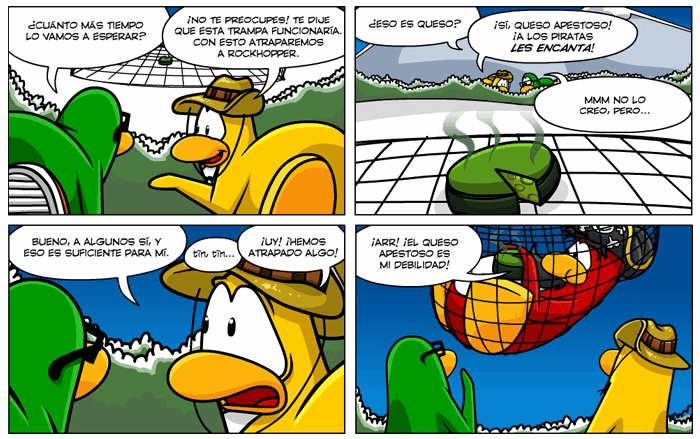 ¿CUÁNTO MÁS TIEMPO
LO VAMOS A ESPERAR?
¡NO TE PREOCUPES! TE DIJE
QUE ESTA TRAMPA FUNCIONARÍA.
CON ESTO ATRAPAREMOS
A ROCKHOPPER.
¿ESO ES QUESO?
¡SÍ, QUESO APESTOSO!
¡A LOS PIRATAS
LES ENCANTA!
MMM NO LO
CREO, PERO...
BUENO, A ALGUNOS SÍ, Y
ESO ES SUFICIENTE PARA MÍ.
tin, tin...
¡UY! ¡HEMOS
ATRAPADO ALGO!
¡ARR! ¡EL QUESO
APESTOSO ES
MI DEBILIDAD!